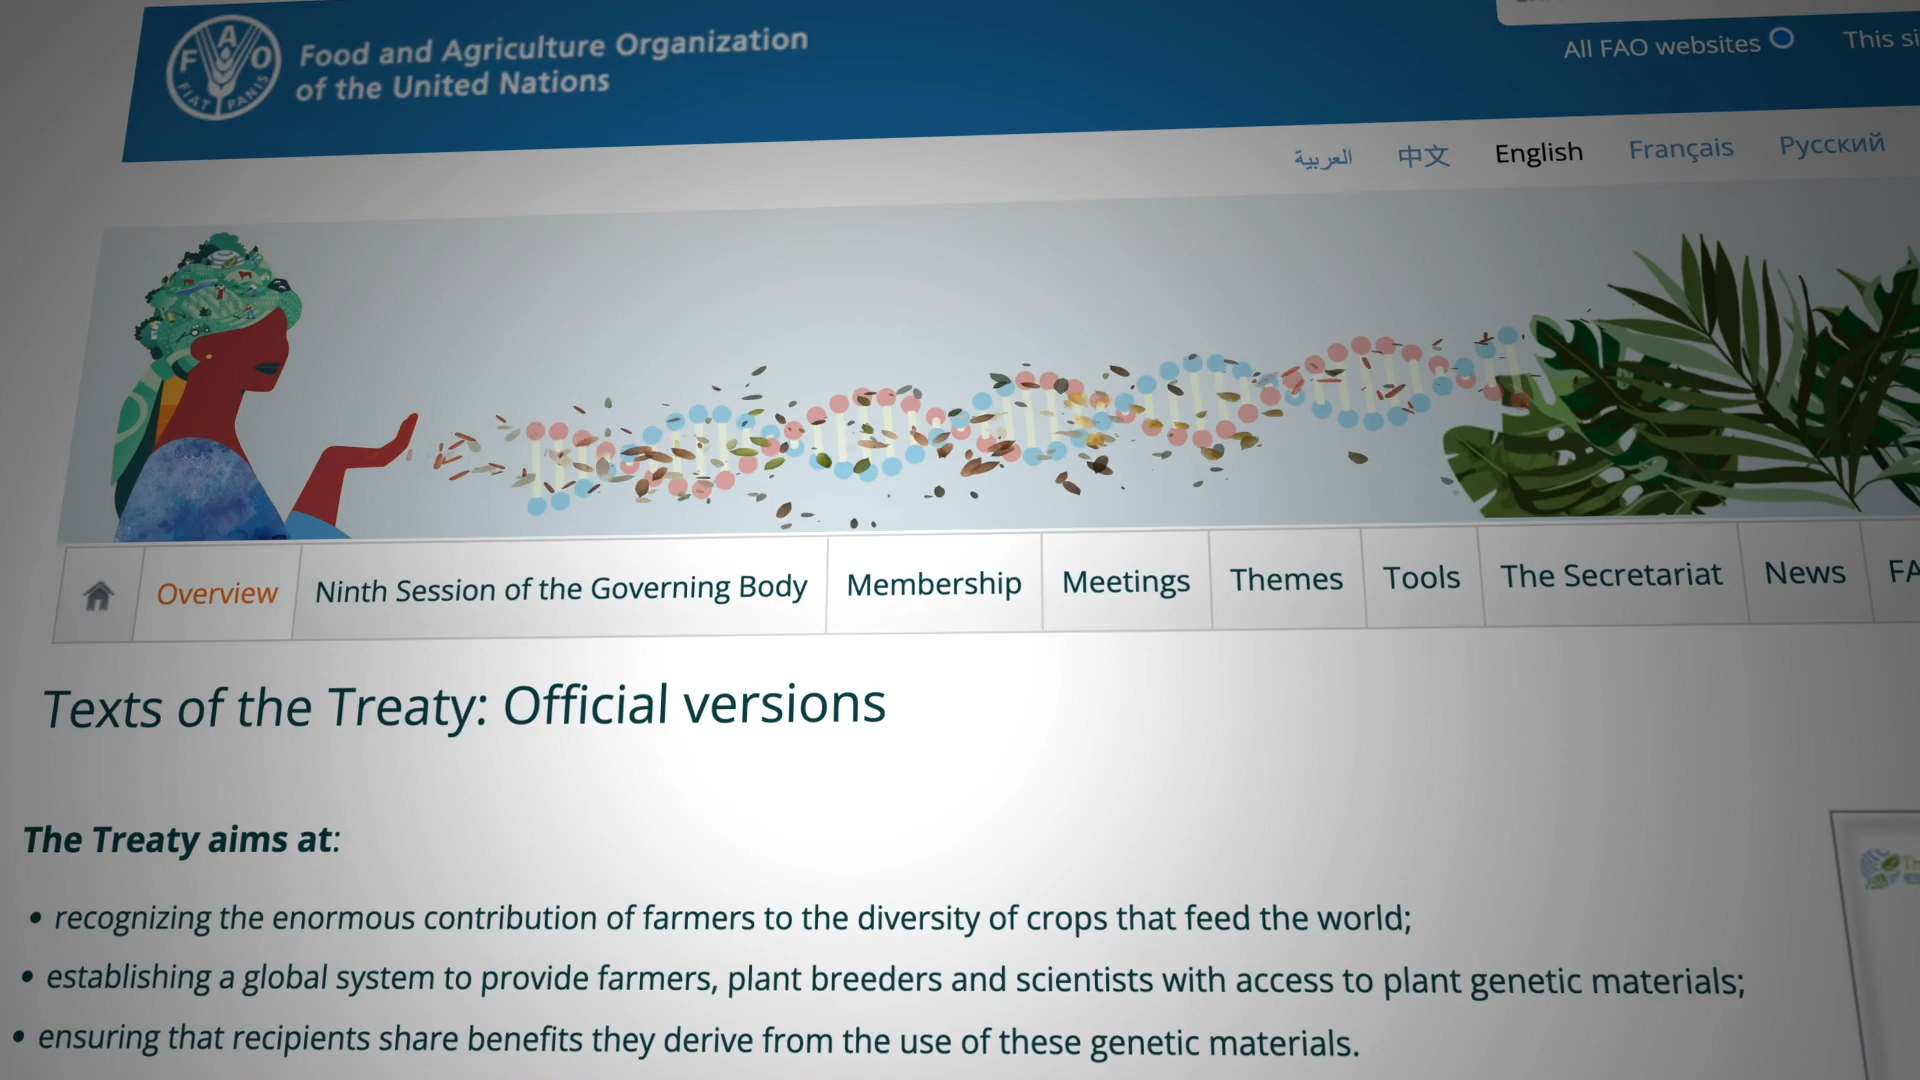 FAO
FIAT PANIS
Food and Agriculture Organization
of the United Nations
All FAO websites
This
العربية 中文 English Français Русский
Overview Ninth Session of the Governing Body Membership Meetings Themes Tools The Secretariat News
Texts of the Treaty: Official versions
The Treaty aims at:
• recognizing the enormous contribution of farmers to the diversity of crops that feed the world;
• establishing a global system to provide farmers, plant breeders and scientists with access to plant genetic materials;
• ensuring that recipients share benefits they derive from the use of these genetic materials.